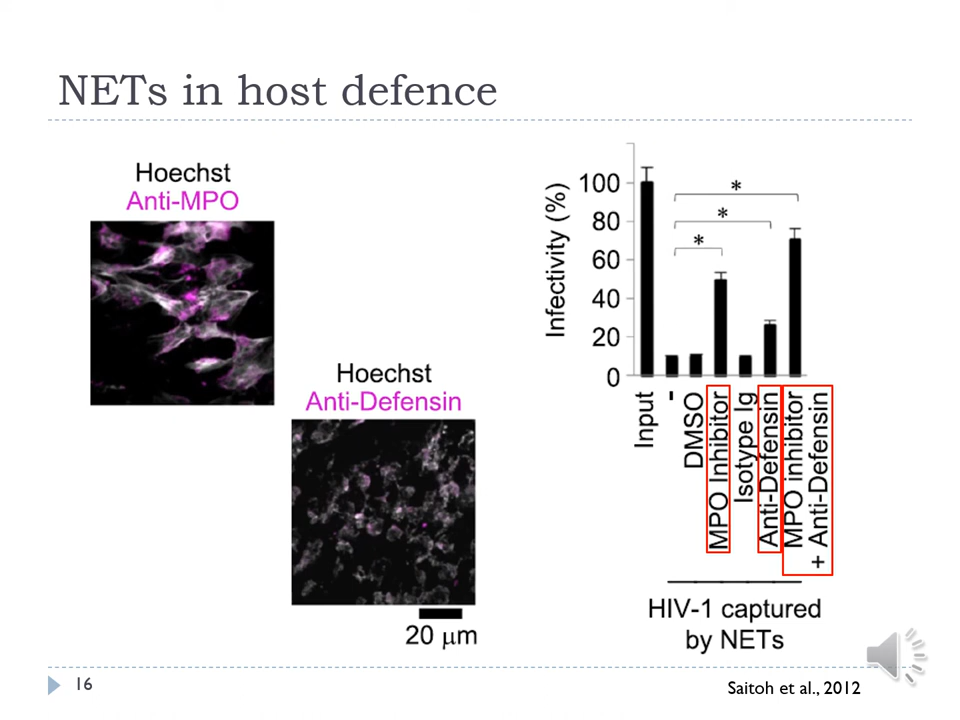 NETs in host defence
Hoechst
Anti-MPO
Hoechst
Anti-Defensin
20 µm
Infectivity (%)
100
80
60
40
20
0
*
*
*
Input
-
DMSO
MPO Inhibitor
Isotype Ig
Anti-Defensin
MPO inhibitor
+ Anti-Defensin
HIV-1 captured
by NETs
16
Saitoh et al., 2012